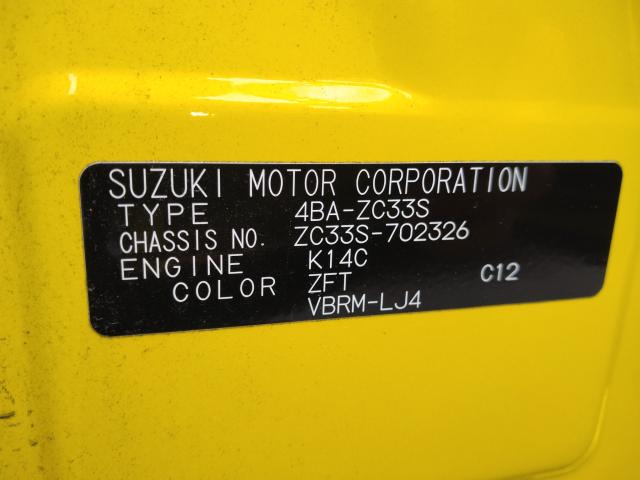 SUZUKI MOTOR CORPORATION
TYPE 4BA-ZC33S
CHASSIS NO. ZC33S-702326
ENGINE K14C
COLOR ZFT C12
VBRM-LJ4